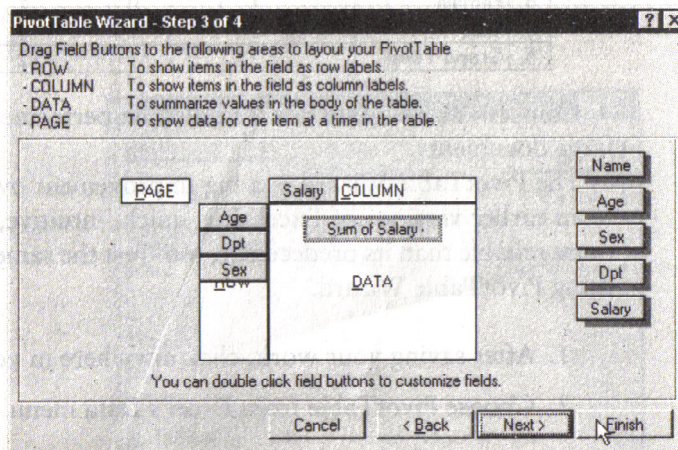 PivotTable Wizard - Step 3 of 4
Drag Field Buttons to the following areas to layout your PivotTable
- ROW To show items in the field as row labels.
- COLUMN To show items in the field as column labels.
- DATA To summarize values in the body of the table.
- PAGE To show data for one item at a time in the table.
PAGE
Salary COLUMN
Age
Dpt
Sex
ROW
Sum of Salary
DATA
Name
Age
Sex
Dpt
Salary
You can double click field buttons to customize fields.
Cancel < Back Next > Finish